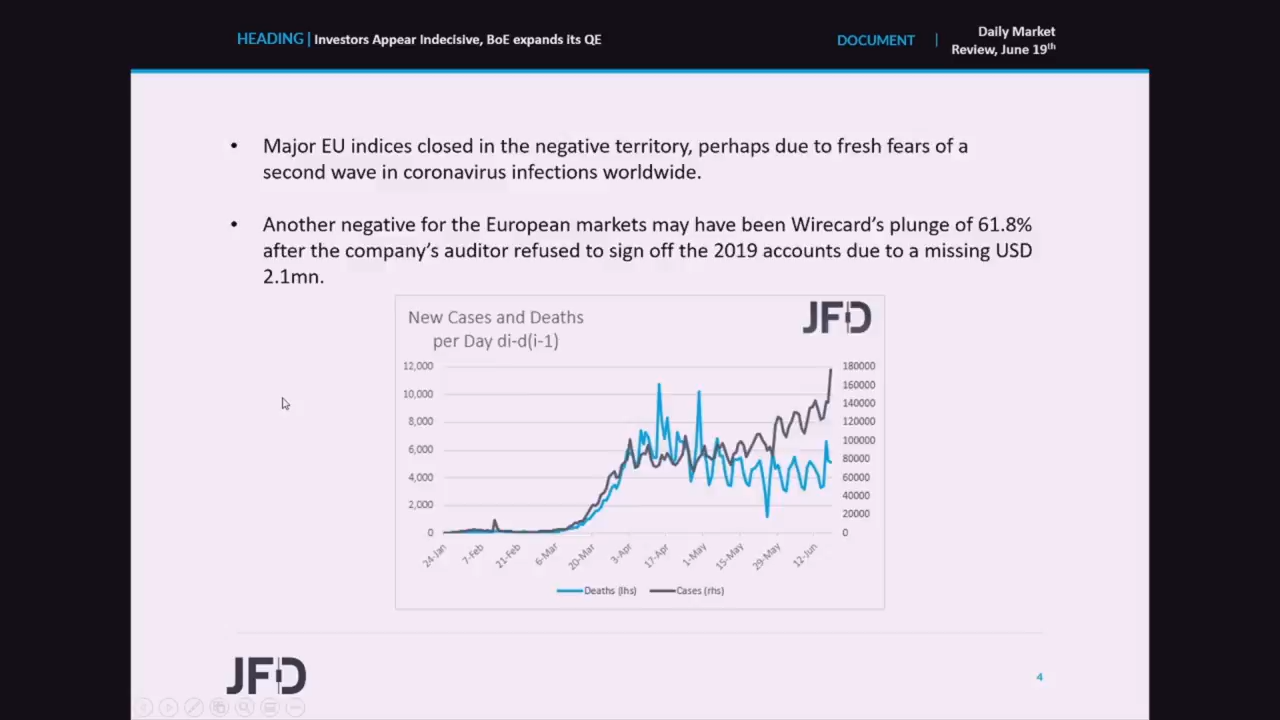 HEADING | Investors Appear Indecisive, BoE expands its QE
DOCUMENT | Daily Market
Review, June 19th
• Major EU indices closed in the negative territory, perhaps due to fresh fears of a
second wave in coronavirus infections worldwide.
• Another negative for the European markets may have been Wirecard's plunge of 61.8%
after the company's auditor refused to sign off the 2019 accounts due to a missing USD
2.1mn.
New Cases and Deaths
per Day di-d(i-1)
JFD
12,000
10,000
8,000
6,000
4,000
2,000
0
180000
160000
140000
120000
100000
80000
60000
40000
20000
0
24-Jan
7-Feb
21-Feb
6-Mar
20-Mar
3-Apr
17-Apr
1-May
15-May
29-May
12-Jun
Deaths (lhs)
Cases (rhs)
JFD
4